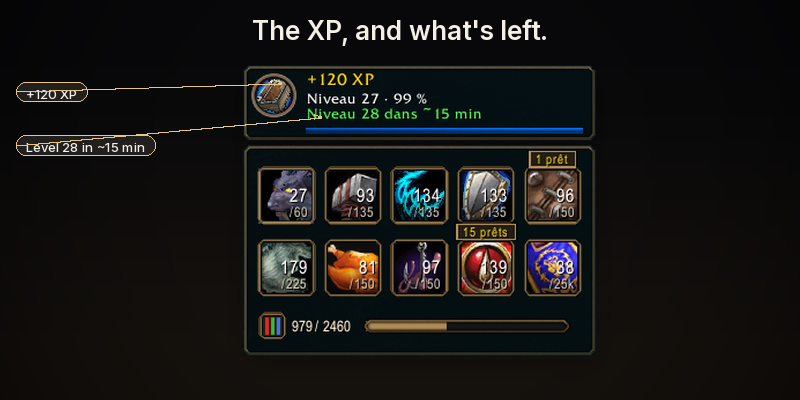 The XP, and what's left.
+120 XP
+120 XP
Niveau 27 · 99 %
Niveau 28 dans ~15 min
Level 28 in ~15 min
1 prêt
27
/60
93
/135
134
/135
133
/135
96
/150
15 prêts
179
/225
81
/150
97
/150
139
/150
38
/25k
979 / 2460